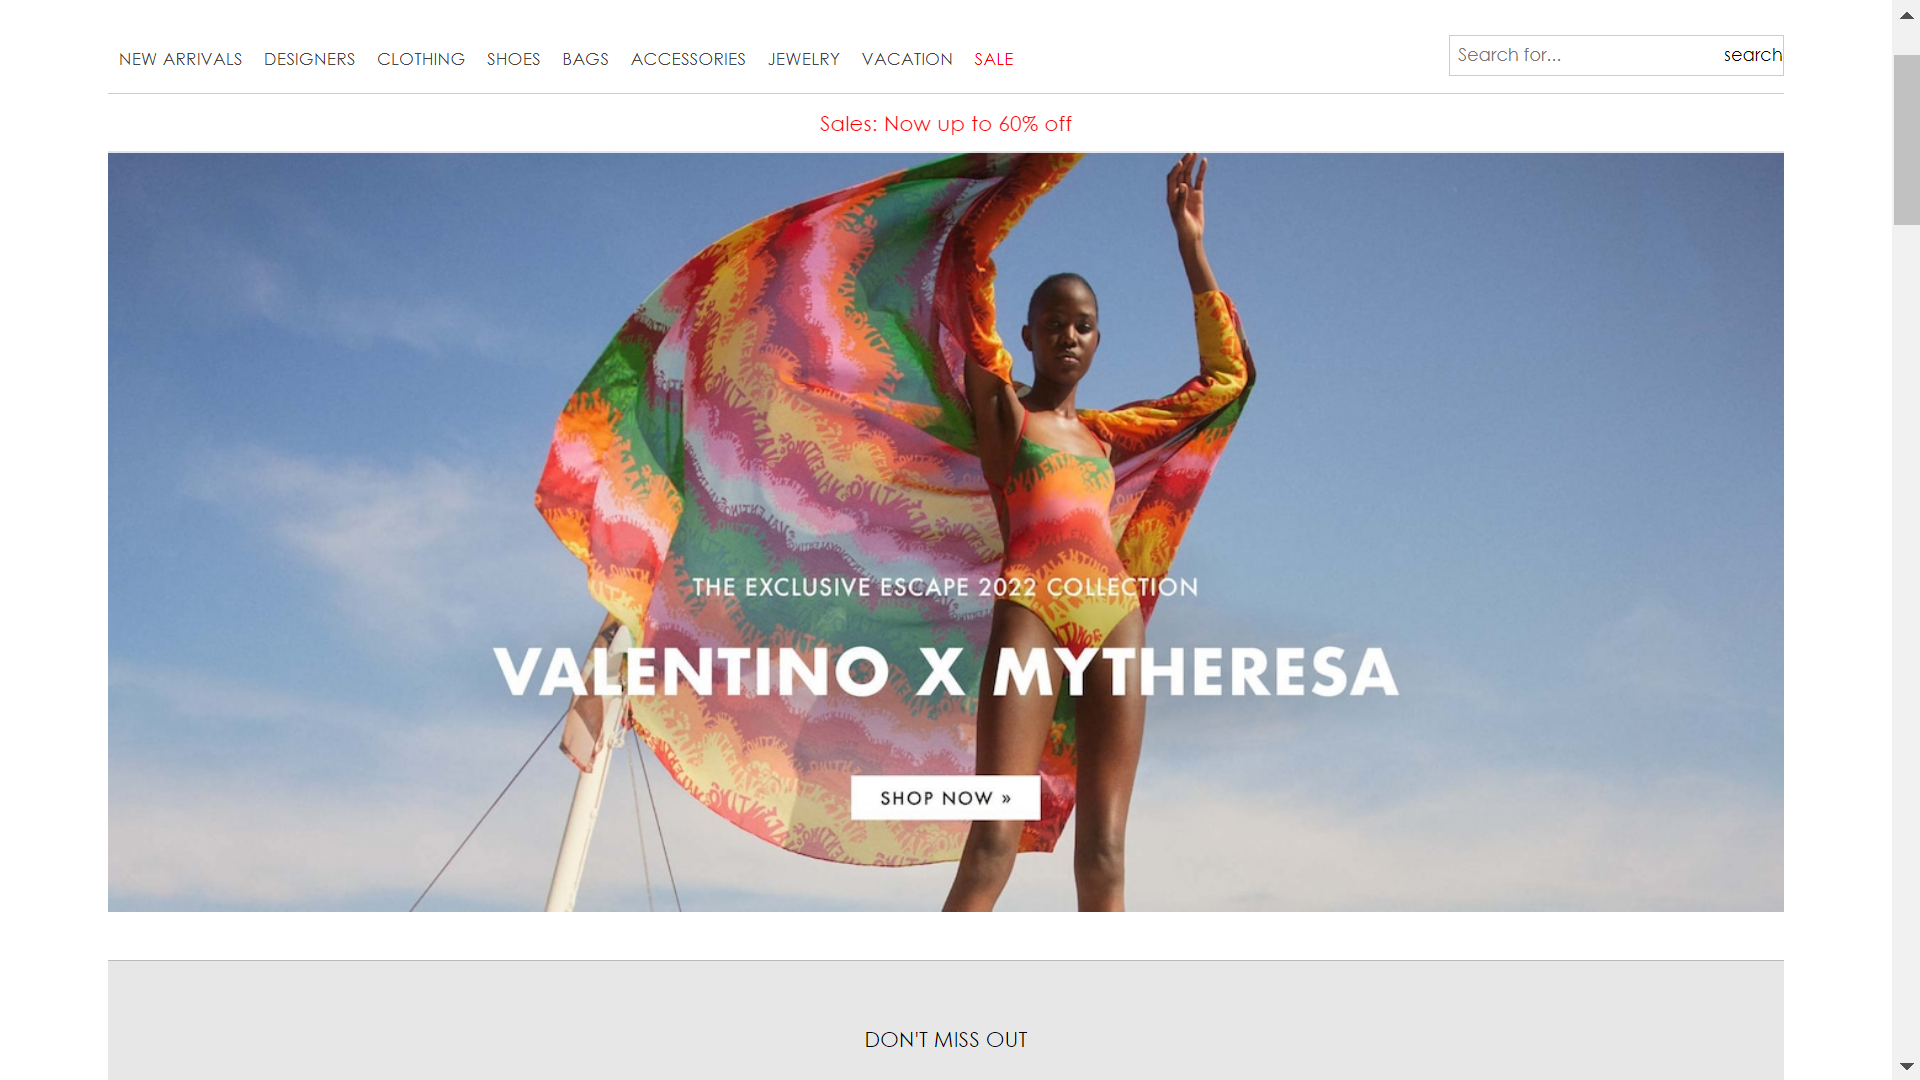 NEW ARRIVALS DESIGNERS CLOTHING SHOES BAGS ACCESSORIES JEWELRY VACATION SALE
Search for... search
Sales: Now up to 60% off
THE EXCLUSIVE ESCAPE 2022 COLLECTION
VALENTINO X MYTHERESA
SHOP NOW »
DON'T MISS OUT